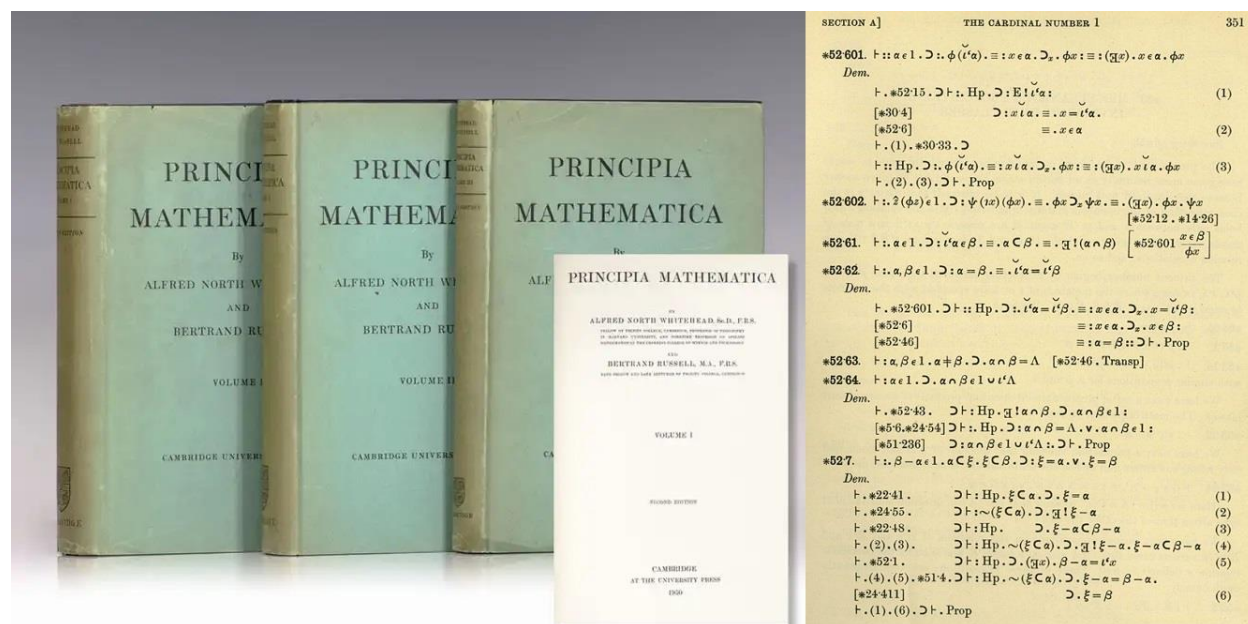 PRINCI
MATHEM
By
ALFRED NORTH W
AND
BERTRAND RU
VOLUME I
CAMBRIDGE UNIVER
PRINCI
MATHEMA
By
ALFRED NORTH WH
AND
BERTRAND RU
VOLUME II
CAMBRIDGE UNIVERS
PRINCIPIA
MATHEMATICA
By
ALF
CA
PRINCIPIA MATHEMATICA
BY
ALFRED NORTH WHITEHEAD, Sc.D., F.R.S.
AND
BERTRAND RUSSELL, M.A., F.R.S.
VOLUME I
SECOND EDITION
CAMBRIDGE
AT THE UNIVERSITY PRESS
1950
SECTION A] THE CARDINAL NUMBER 1 351
∗52·601. ⊢ :: α ϵ 1 . ⊃ :. ϕ (ῐ‘α) . ≡ : x ϵ α . ⊃ₓ . ϕx : ≡ : (∃x) . x ϵ α . ϕx
Dem.
⊢ . ∗52·15 . ⊃ ⊢ :. Hp . ⊃ : E ! ῐ‘α : (1)
[∗30·4] ⊃ : x ῐ α . ≡ . x = ῐ‘α .
[∗52·6] ≡ . x ϵ α (2)
⊢ . (1) . ∗30·33 . ⊃
⊢ :: Hp . ⊃ :. ϕ (ῐ‘α) . ≡ : x ῐ α . ⊃ₓ . ϕx : ≡ : (∃x) . x ῐ α . ϕx (3)
⊢ . (2) . (3) . ⊃ ⊢ . Prop
∗52·602. ⊢ :. ẑ (ϕz) ϵ 1 . ⊃ : ψ (ɿx) (ϕx) . ≡ . ϕx ⊃ₓ ψx . ≡ . (∃x) . ϕx . ψx
[∗52·12 . ∗14·26]
∗52·61. ⊢ :. α ϵ 1 . ⊃ : ῐ‘α ϵ β . ≡ . α ⊂ β . ≡ . ∃ ! (α ∩ β) [∗52·601 x ϵ β / ϕx]
∗52·62. ⊢ :. α, β ϵ 1 . ⊃ : α = β . ≡ . ῐ‘α = ῐ‘β
Dem.
⊢ . ∗52·601 . ⊃ ⊢ :: Hp . ⊃ :. ῐ‘α = ῐ‘β . ≡ : x ϵ α . ⊃ₓ . x = ῐ‘β :
[∗52·6] ≡ : x ϵ α . ⊃ₓ . x ϵ β :
[∗52·46] ≡ : α = β :: ⊃ ⊢ . Prop
∗52·63. ⊢ : α, β ϵ 1 . α ≠ β . ⊃ . α ∩ β = Λ [∗52·46 . Transp]
∗52·64. ⊢ : α ϵ 1 . ⊃ . α ∩ β ϵ 1 ∪ ι‘Λ
Dem.
⊢ . ∗52·43 . ⊃ ⊢ : Hp . ∃ ! α ∩ β . ⊃ . α ∩ β ϵ 1 :
[∗5·6.∗24·54] ⊃ ⊢ :. Hp . ⊃ : α ∩ β = Λ . ∨ . α ∩ β ϵ 1 :
[∗51·236] ⊃ : α ∩ β ϵ 1 ∪ ι‘Λ :. ⊃ ⊢ . Prop
∗52·7. ⊢ :. β − α ϵ 1 . α ⊂ ξ . ξ ⊂ β . ⊃ : ξ = α . ∨ . ξ = β
Dem.
⊢ . ∗22·41 . ⊃ ⊢ : Hp . ξ ⊂ α . ⊃ . ξ = α (1)
⊢ . ∗24·55 . ⊃ ⊢ : ~(ξ ⊂ α) . ⊃ . ∃ ! ξ − α (2)
⊢ . ∗22·48 . ⊃ ⊢ : Hp . ⊃ . ξ − α ⊂ β − α (3)
⊢ . (2) . (3) . ⊃ ⊢ : Hp . ~(ξ ⊂ α) . ⊃ . ∃ ! ξ − α . ξ − α ⊂ β − α (4)
⊢ . ∗52·1 . ⊃ ⊢ : Hp . ⊃ . (∃x) . β − α = ι‘x (5)
⊢ . (4) . (5) . ∗51·4 . ⊃ ⊢ : Hp . ~(ξ ⊂ α) . ⊃ . ξ − α = β − α .
[∗24·411] ⊃ . ξ = β (6)
⊢ . (1) . (6) . ⊃ ⊢ . Prop